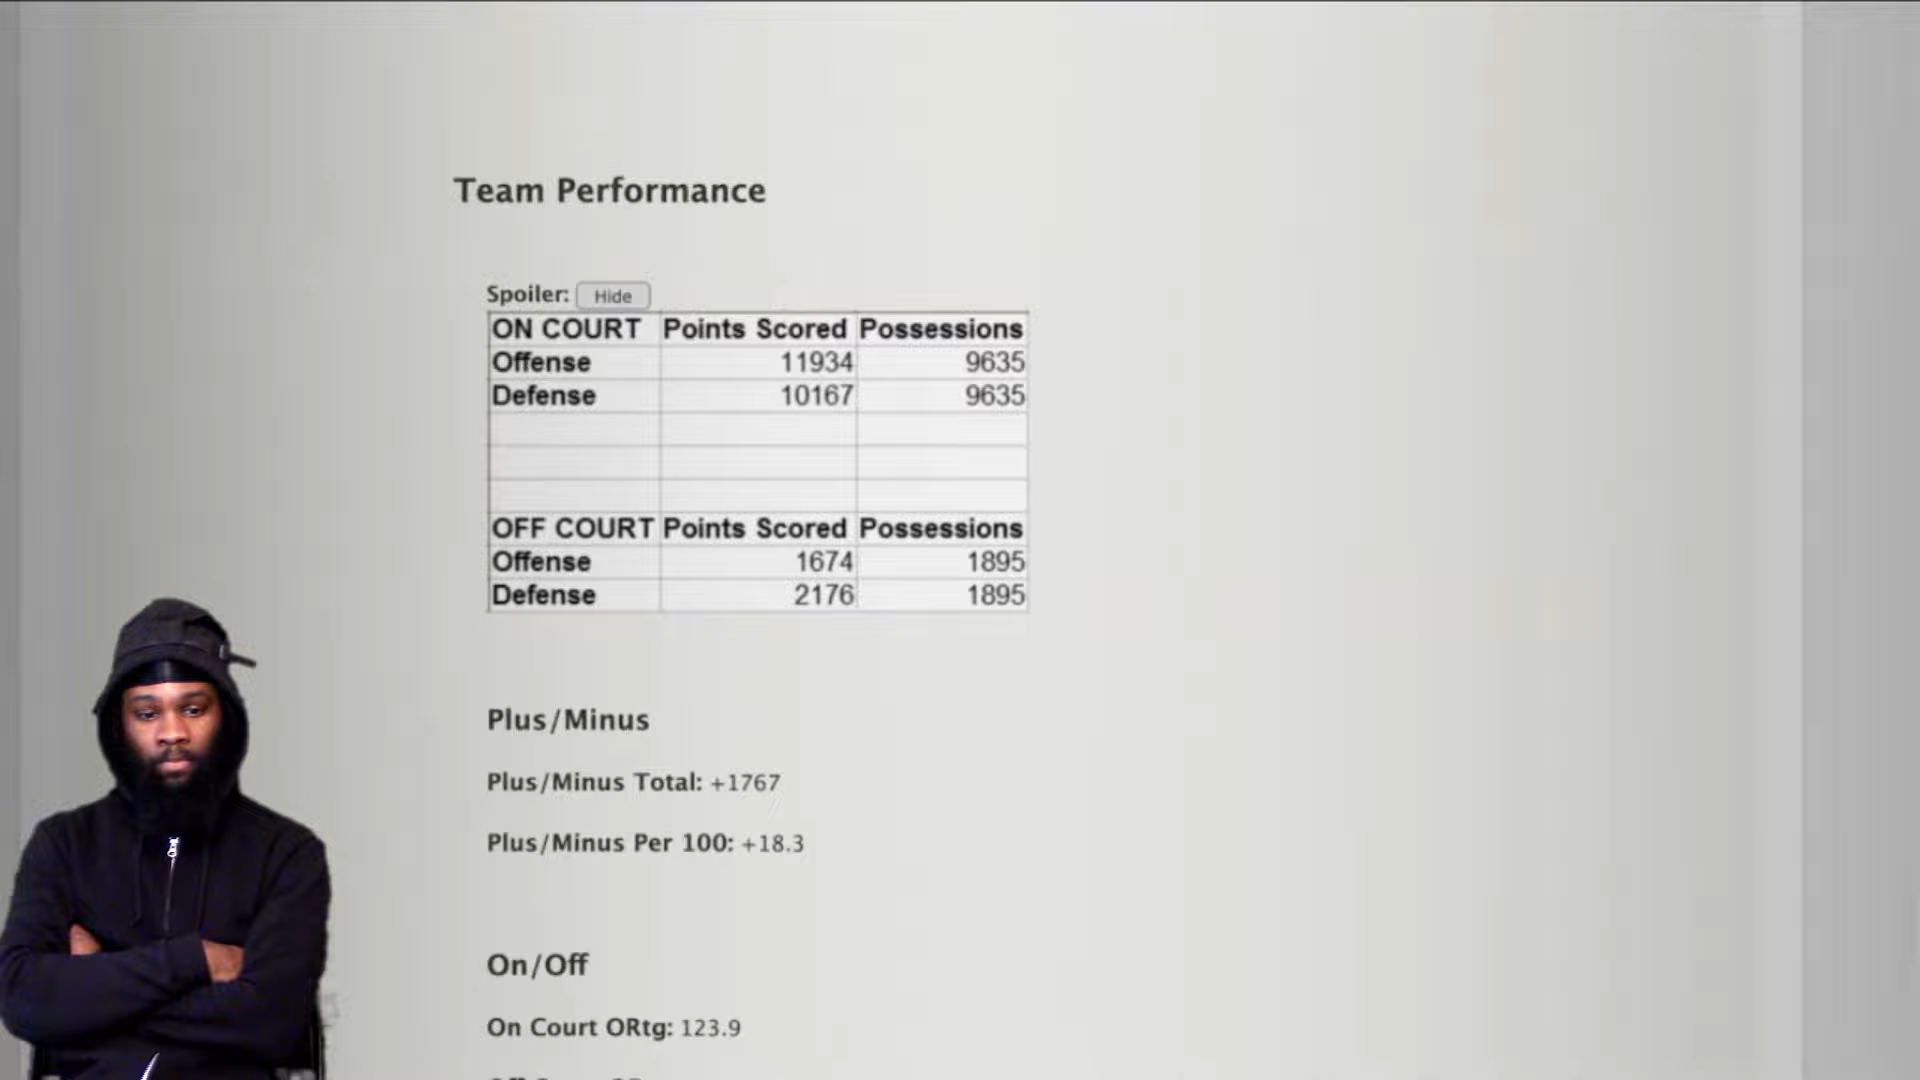 Team Performance
Spoiler: Hide
ON COURT Points Scored Possessions
Offense 11934 9635
Defense 10167 9635
OFF COURT Points Scored Possessions
Offense 1674 1895
Defense 2176 1895
Plus/Minus
Plus/Minus Total: +1767
Plus/Minus Per 100: +18.3
On/Off
On Court ORtg: 123.9